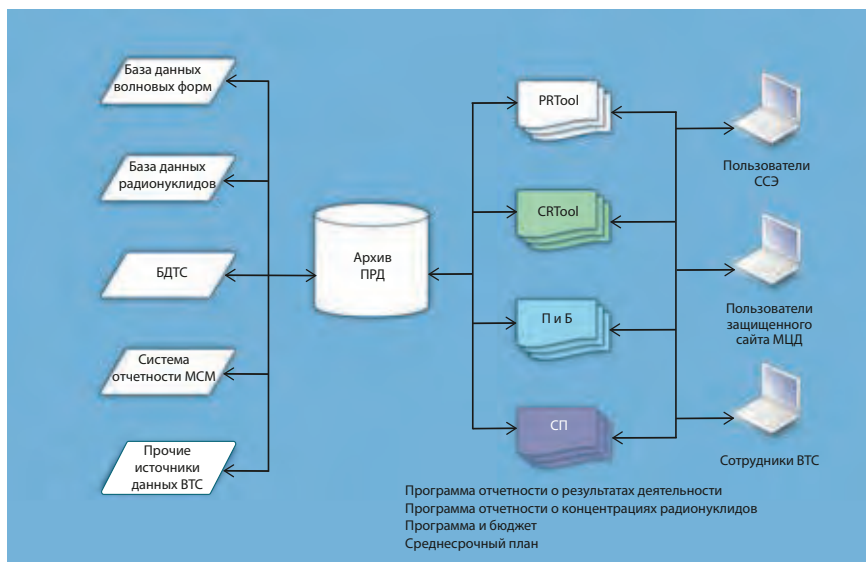 База данных
волновых форм
База данных
радионуклидов
БДТС
Система
отчетности МСМ
Прочие
источники
данных ВТС
Архив
ПРД
PRTool
CRTool
П и Б
СП
Пользователи
ССЭ
Пользователи
защищенного
сайта МЦД
Сотрудники ВТС
Программа отчетности о результатах деятельности
Программа отчетности о концентрациях радионуклидов
Программа и бюджет
Среднесрочный план